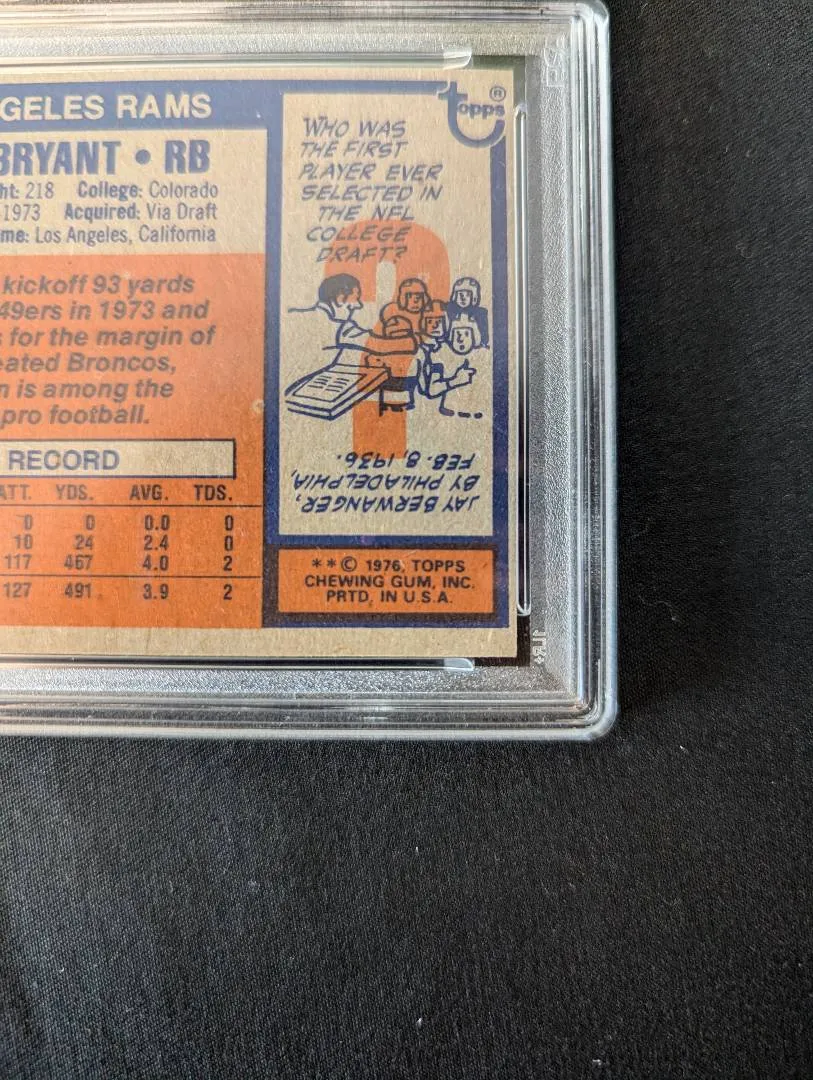 GELES RAMS
BRYANT • RB
ht: 218 College: Colorado
1973 Acquired: Via Draft
me: Los Angeles, California
kickoff 93 yards
49ers in 1973 and
s for the margin of
eated Broncos,
n is among the
pro football.
RECORD
ATT. YDS. AVG. TDS.
0 0 0.0 0
10 24 2.4 0
117 467 4.0 2
127 491 3.9 2
Topps®
WHO WAS
THE FIRST
PLAYER EVER
SELECTED IN
THE NFL
COLLEGE
DRAFT?
?
JAY BERWANGER,
BY PHILADELPHIA,
FEB. 8, 1936.
**© 1976 TOPPS
CHEWING GUM, INC.
PRTD. IN U.S.A.